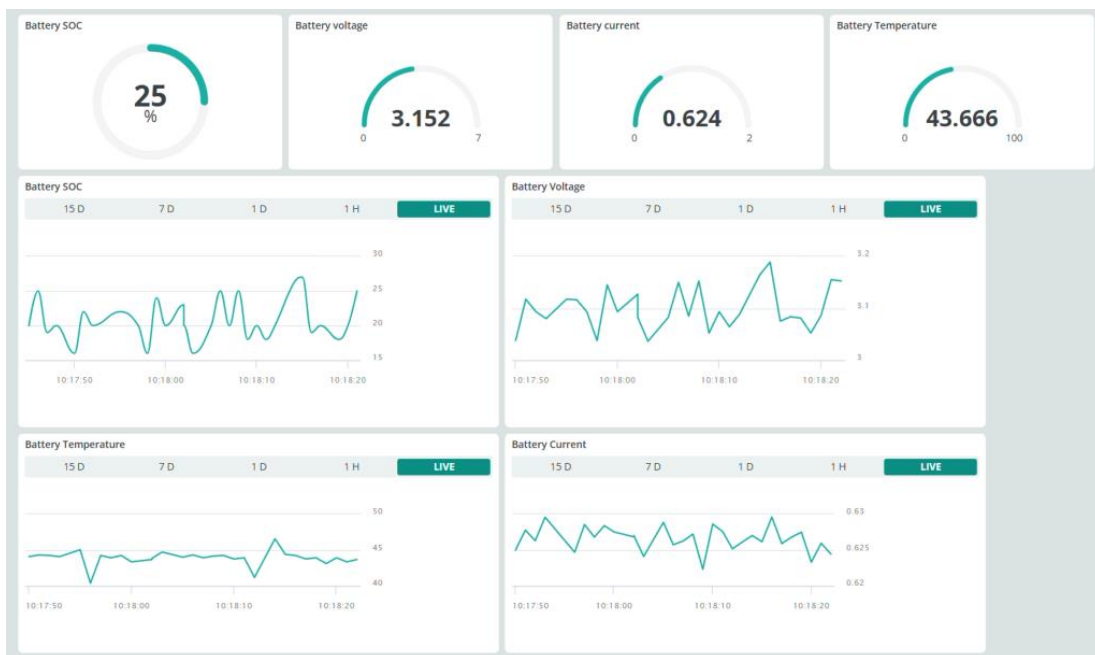 Battery SOC
Battery voltage
Battery current
Battery Temperature
25
%
3.152
0 7
0.624
0 2
43.666
0 100
Battery SOC
15 D 7 D 1 D 1 H LIVE
30
25
20
15
10:17:50 10:18:00 10:18:10 10:18:20
Battery Voltage
15 D 7 D 1 D 1 H LIVE
3.2
3.1
3
10:17:50 10:18:00 10:18:10 10:18:20
Battery Temperature
15 D 7 D 1 D 1 H LIVE
50
45
40
10:17:50 10:18:00 10:18:10 10:18:20
Battery Current
15 D 7 D 1 D 1 H LIVE
0.63
0.625
0.62
10:17:50 10:18:00 10:18:10 10:18:20